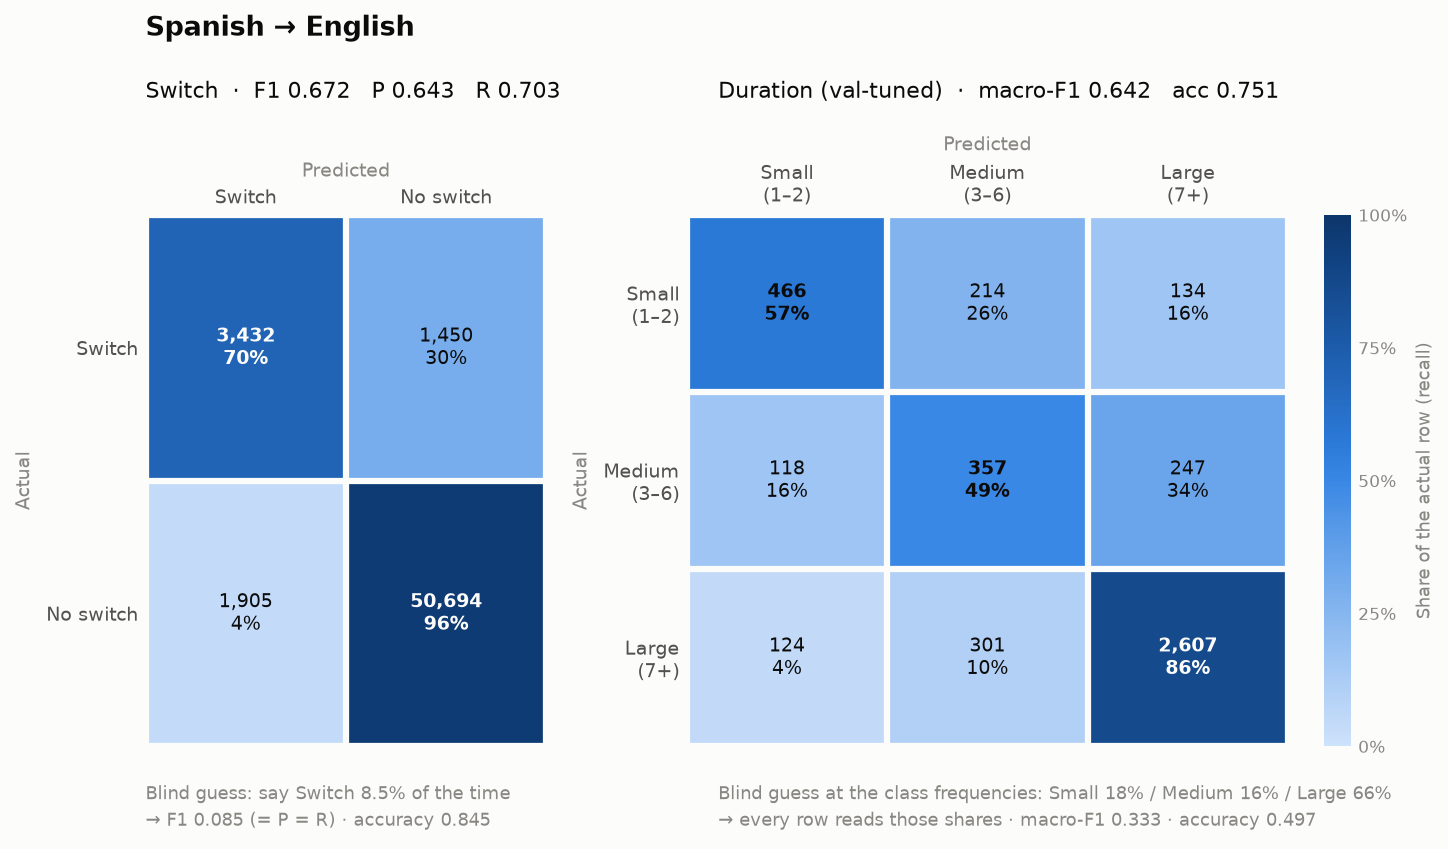 Spanish → English
Switch · F1 0.672 P 0.643 R 0.703
Predicted
Switch No switch
Actual
Switch
3,432
70%
1,450
30%
No switch
1,905
4%
50,694
96%
Blind guess: say Switch 8.5% of the time
→ F1 0.085 (= P = R) · accuracy 0.845
Duration (val-tuned) · macro-F1 0.642 acc 0.751
Predicted
Small
(1–2)
Medium
(3–6)
Large
(7+)
Actual
Small
(1–2)
466
57%
214
26%
134
16%
Medium
(3–6)
118
16%
357
49%
247
34%
Large
(7+)
124
4%
301
10%
2,607
86%
Blind guess at the class frequencies: Small 18% / Medium 16% / Large 66%
→ every row reads those shares · macro-F1 0.333 · accuracy 0.497
100%
75%
50%
25%
0%
Share of the actual row (recall)